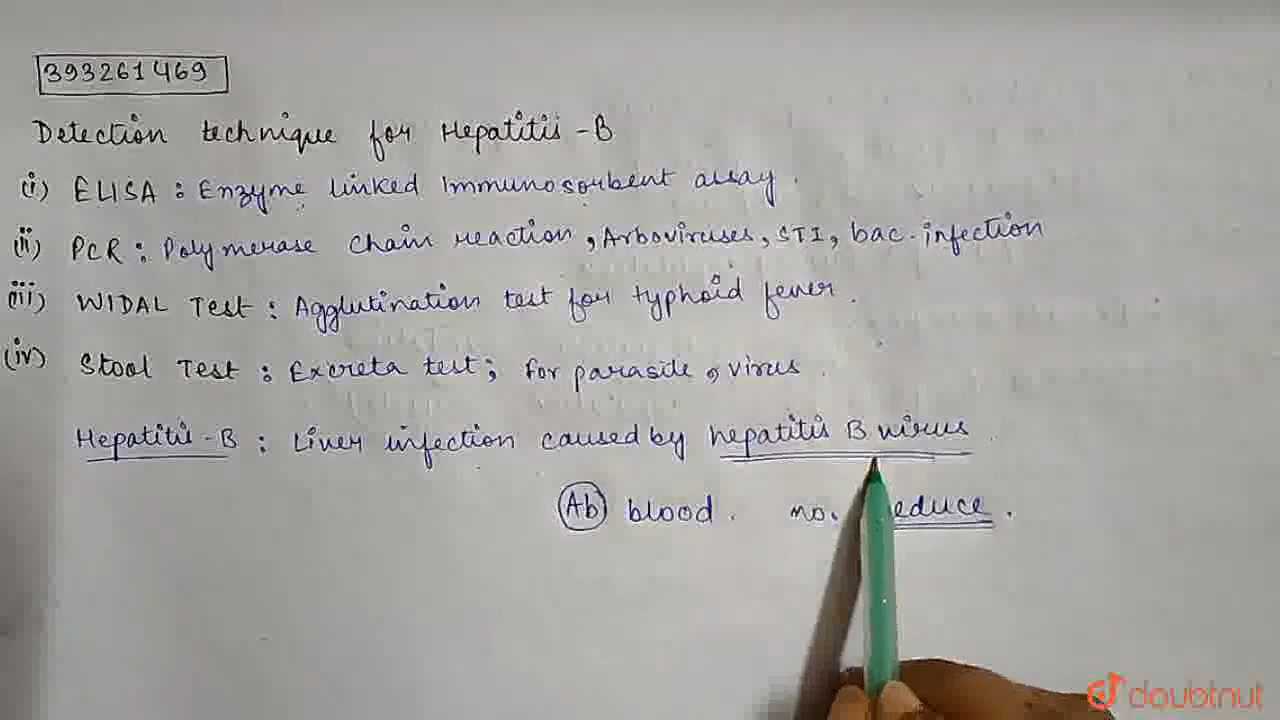 393261469
Detection technique for Hepatitis -B
(i) ELISA : Enzyme linked Immunosorbent assay.
(ii) PCR : Polymerase Chain reaction, Arboviruses, STI, bac. infection
(iii) WIDAL Test : Agglutination test for typhoid fever.
(iv) Stool Test : Excreta test; for parasite, virus.
Hepatitis -B : Liver infection caused by hepatitis B virus.
Ab blood. no. educe.
doubtnut